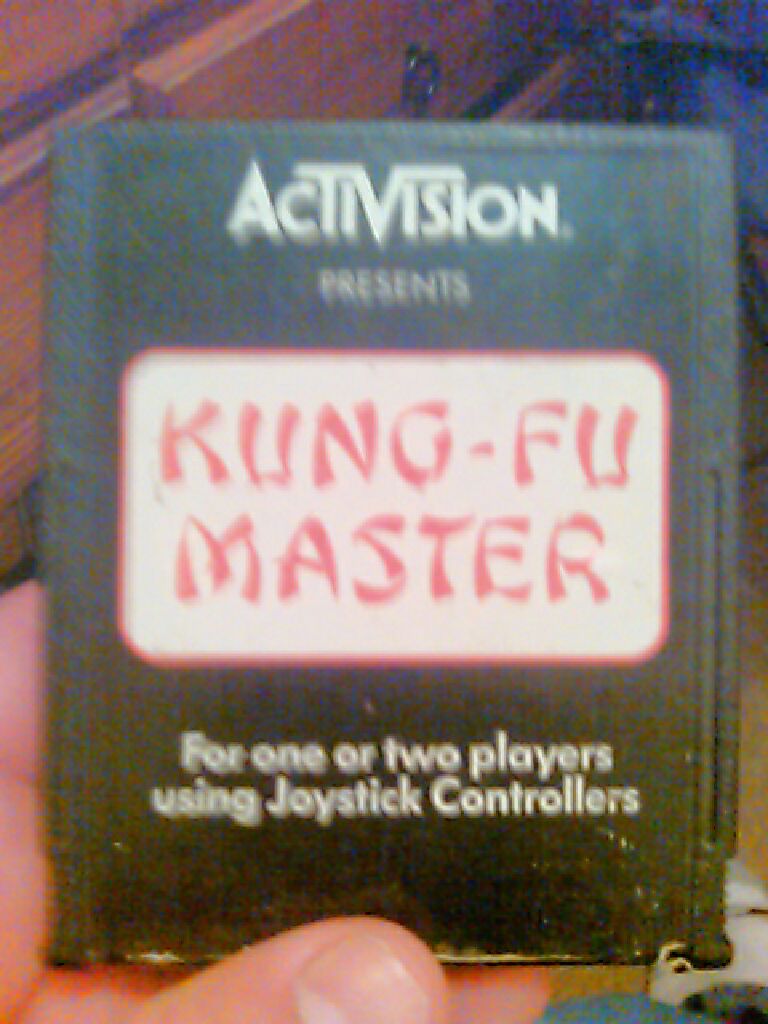 ACTIVISION
PRESENTS
KUNG-FU
MASTER
For one or two players
using Joystick Controllers